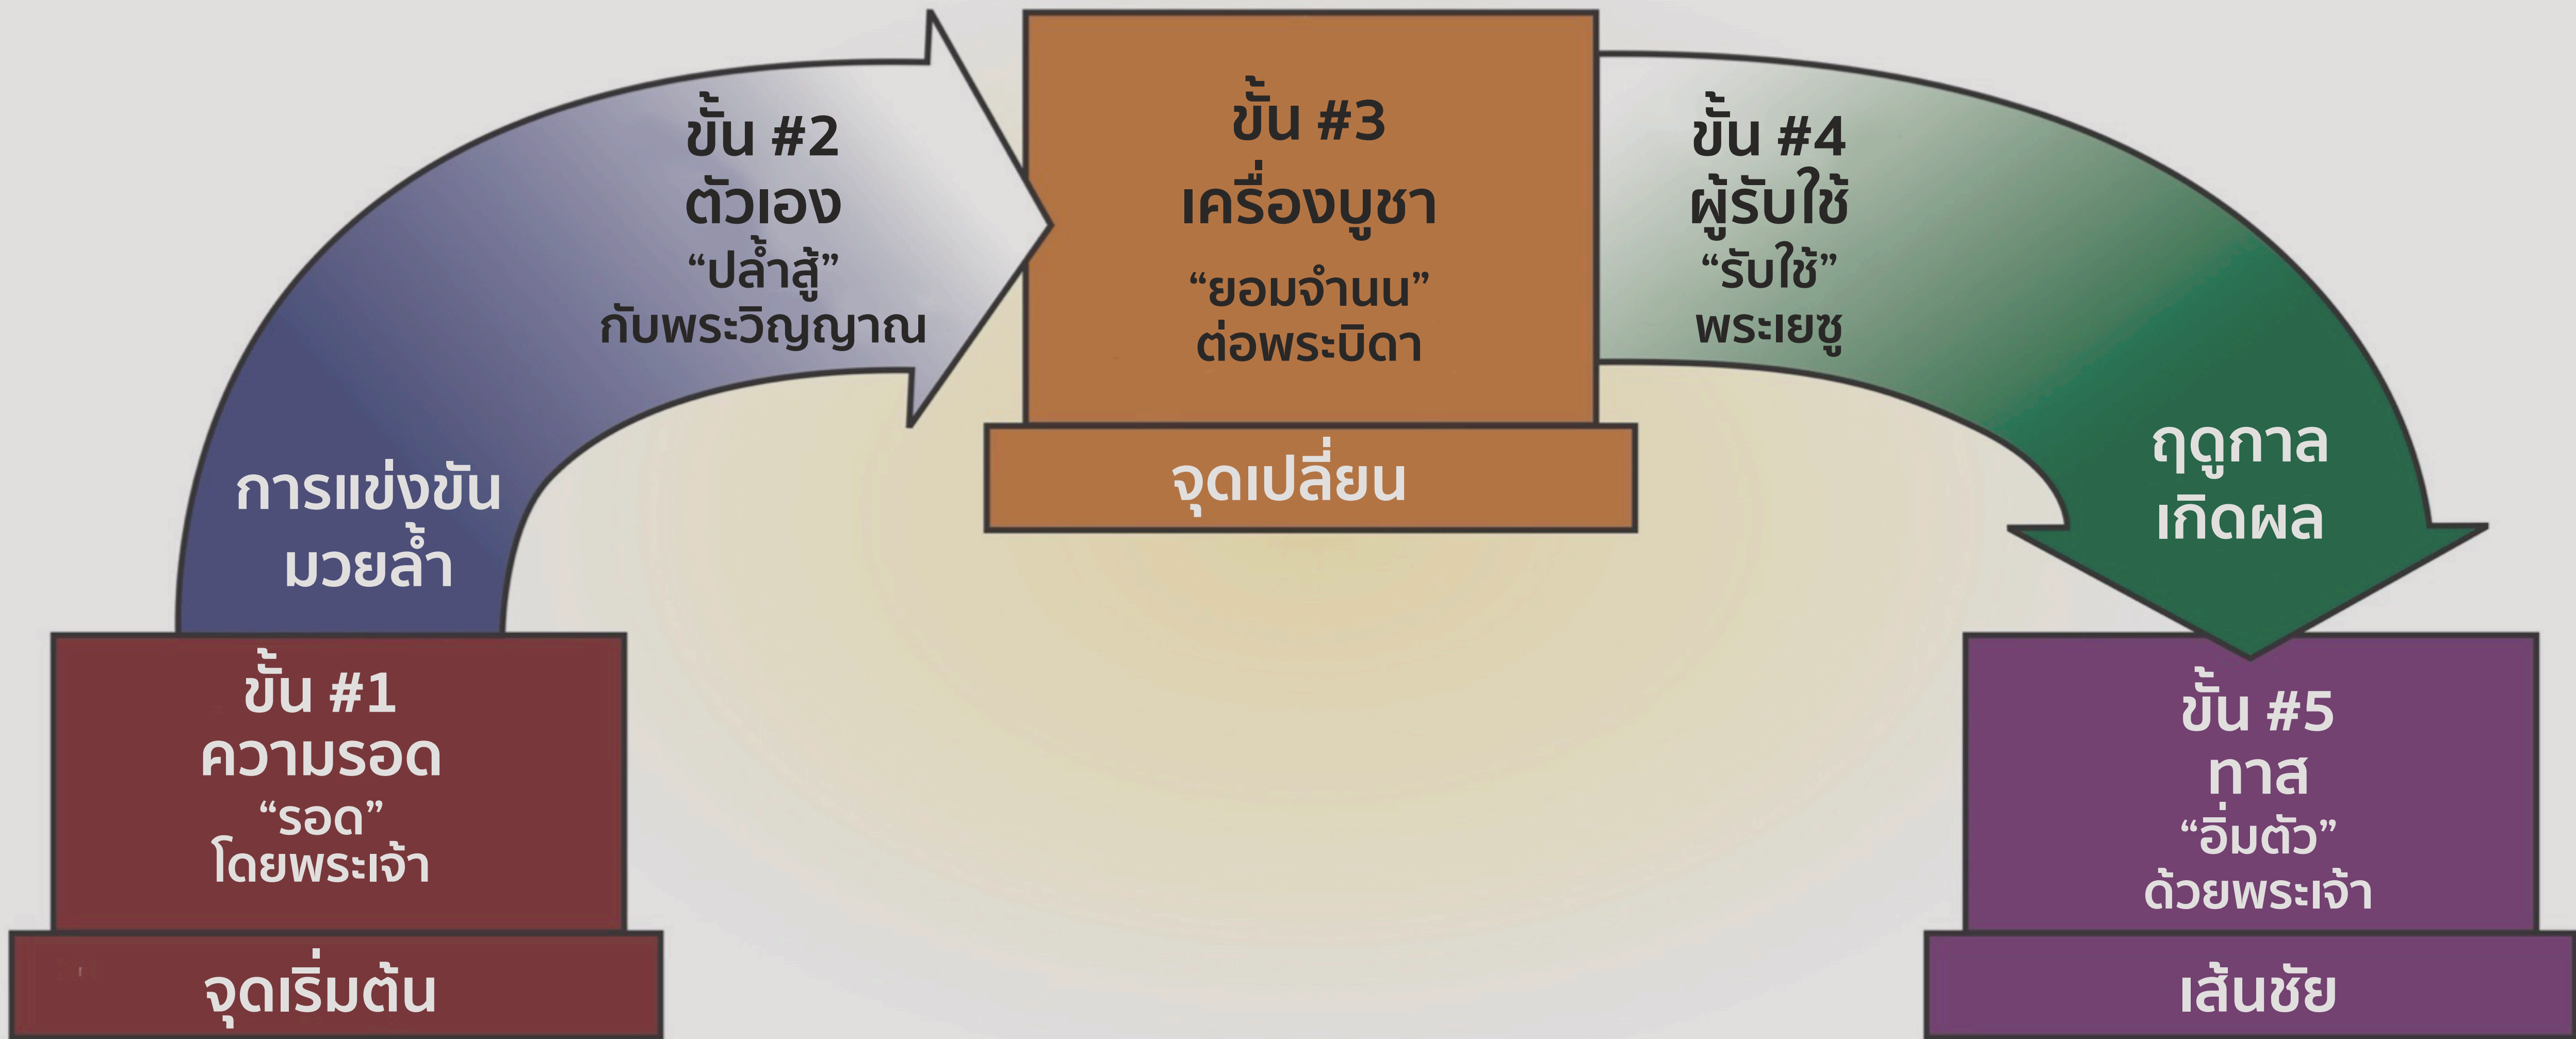 ขั้น #1
ความรอด
“รอด”
โดยพระเจ้า
จุดเริ่มต้น
การแข่งขัน
มวยล้ำ
ขั้น #2
ตัวเอง
“ปล้ำสู้”
กับพระวิญญาณ
ขั้น #3
เครื่องบูชา
“ยอมจำนน”
ต่อพระบิดา
จุดเปลี่ยน
ขั้น #4
ผู้รับใช้
“รับใช้”
พระเยซู
ฤดูกาล
เกิดผล
ขั้น #5
ทาส
“อิ่มตัว”
ด้วยพระเจ้า
เส้นชัย